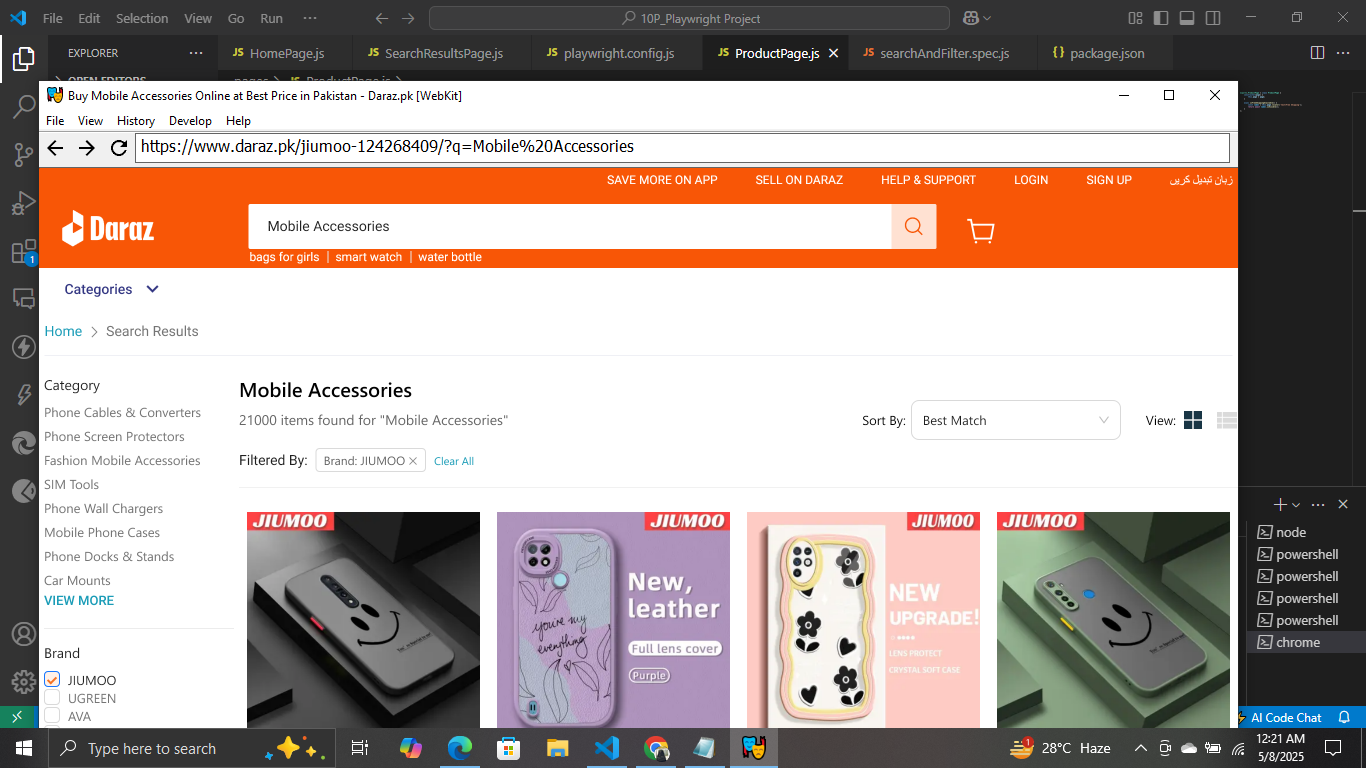 File Edit Selection View Go Run ··· 10P_Playwright Project
EXPLORER ··· JS HomePage.js JS SearchResultsPage.js JS playwright.config.js JS ProductPage.js JS searchAndFilter.spec.js {} package.json ···
OPEN EDITORS pages JS ProductPage.js
Buy Mobile Accessories Online at Best Price in Pakistan - Daraz.pk [WebKit]
File View History Develop Help
https://www.daraz.pk/jiumoo-124268409/?q=Mobile%20Accessories
SAVE MORE ON APP SELL ON DARAZ HELP & SUPPORT LOGIN SIGN UP زبان تبدیل کریں
Daraz
Mobile Accessories
bags for girls | smart watch | water bottle
Categories
Home Search Results
Category
Phone Cables & Converters
Phone Screen Protectors
Fashion Mobile Accessories
SIM Tools
Phone Wall Chargers
Mobile Phone Cases
Phone Docks & Stands
Car Mounts
VIEW MORE
Brand
JIUMOO
UGREEN
AVA
Mobile Accessories
21000 items found for "Mobile Accessories"
Sort By: Best Match View:
Filtered By: Brand: JIUMOO Clear All
JIUMOO
JIUMOO
New,
leather
Full lens cover
Purple
you're my
everything
JIUMOO
NEW
UPGRADE!
LENS PROTECT
CRYSTAL SOFT CASE
JIUMOO
1
node
powershell
powershell
powershell
powershell
chrome
AI Code Chat
Type here to search
1
28°C Haze
12:21 AM
5/8/2025